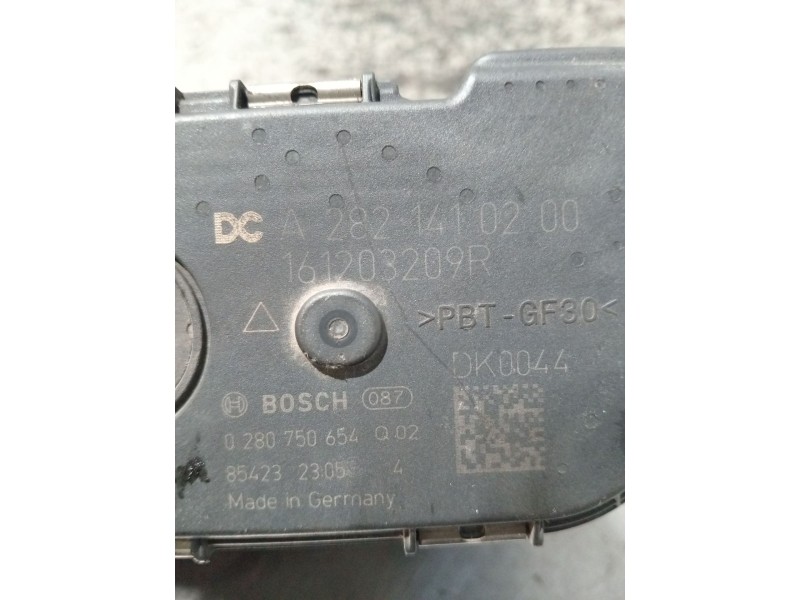 DC A 282 141 02 00
161203209R
>PBT-GF30<
DK0044
BOSCH 087
0 280 750 654 Q 02
85423 23:05 4
Made in Germany